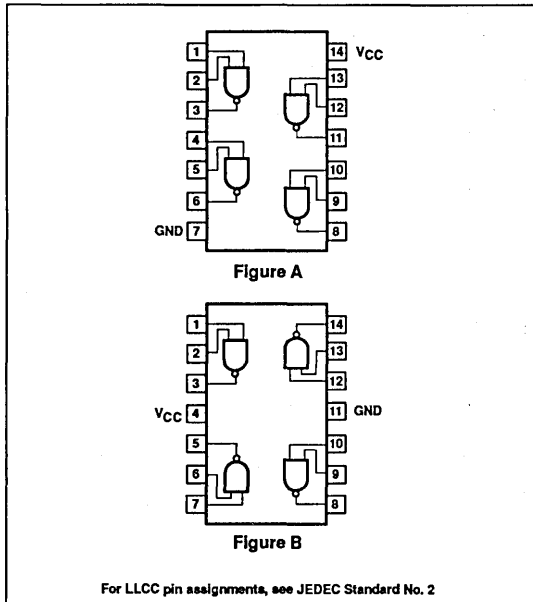 1 14 VCC
2 13
3 12
4 11
5 10
6 9
GND 7 8
Figure A
1 14
2 13
3 12
VCC 4 11 GND
5 10
6 9
7 8
Figure B
For LLCC pin assignments, see JEDEC Standard No. 2